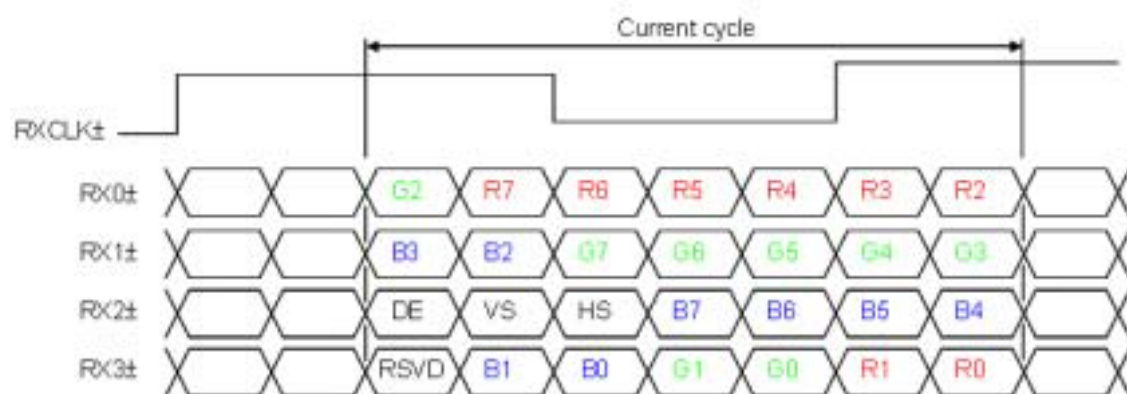 Current cycle
RXCLK±
RX0± G2 R7 R6 R5 R4 R3 R2
RX1± B3 B2 G7 G6 G5 G4 G3
RX2± DE VS HS B7 B6 B5 B4
RX3± RSVD B1 B0 G1 G0 R1 R0